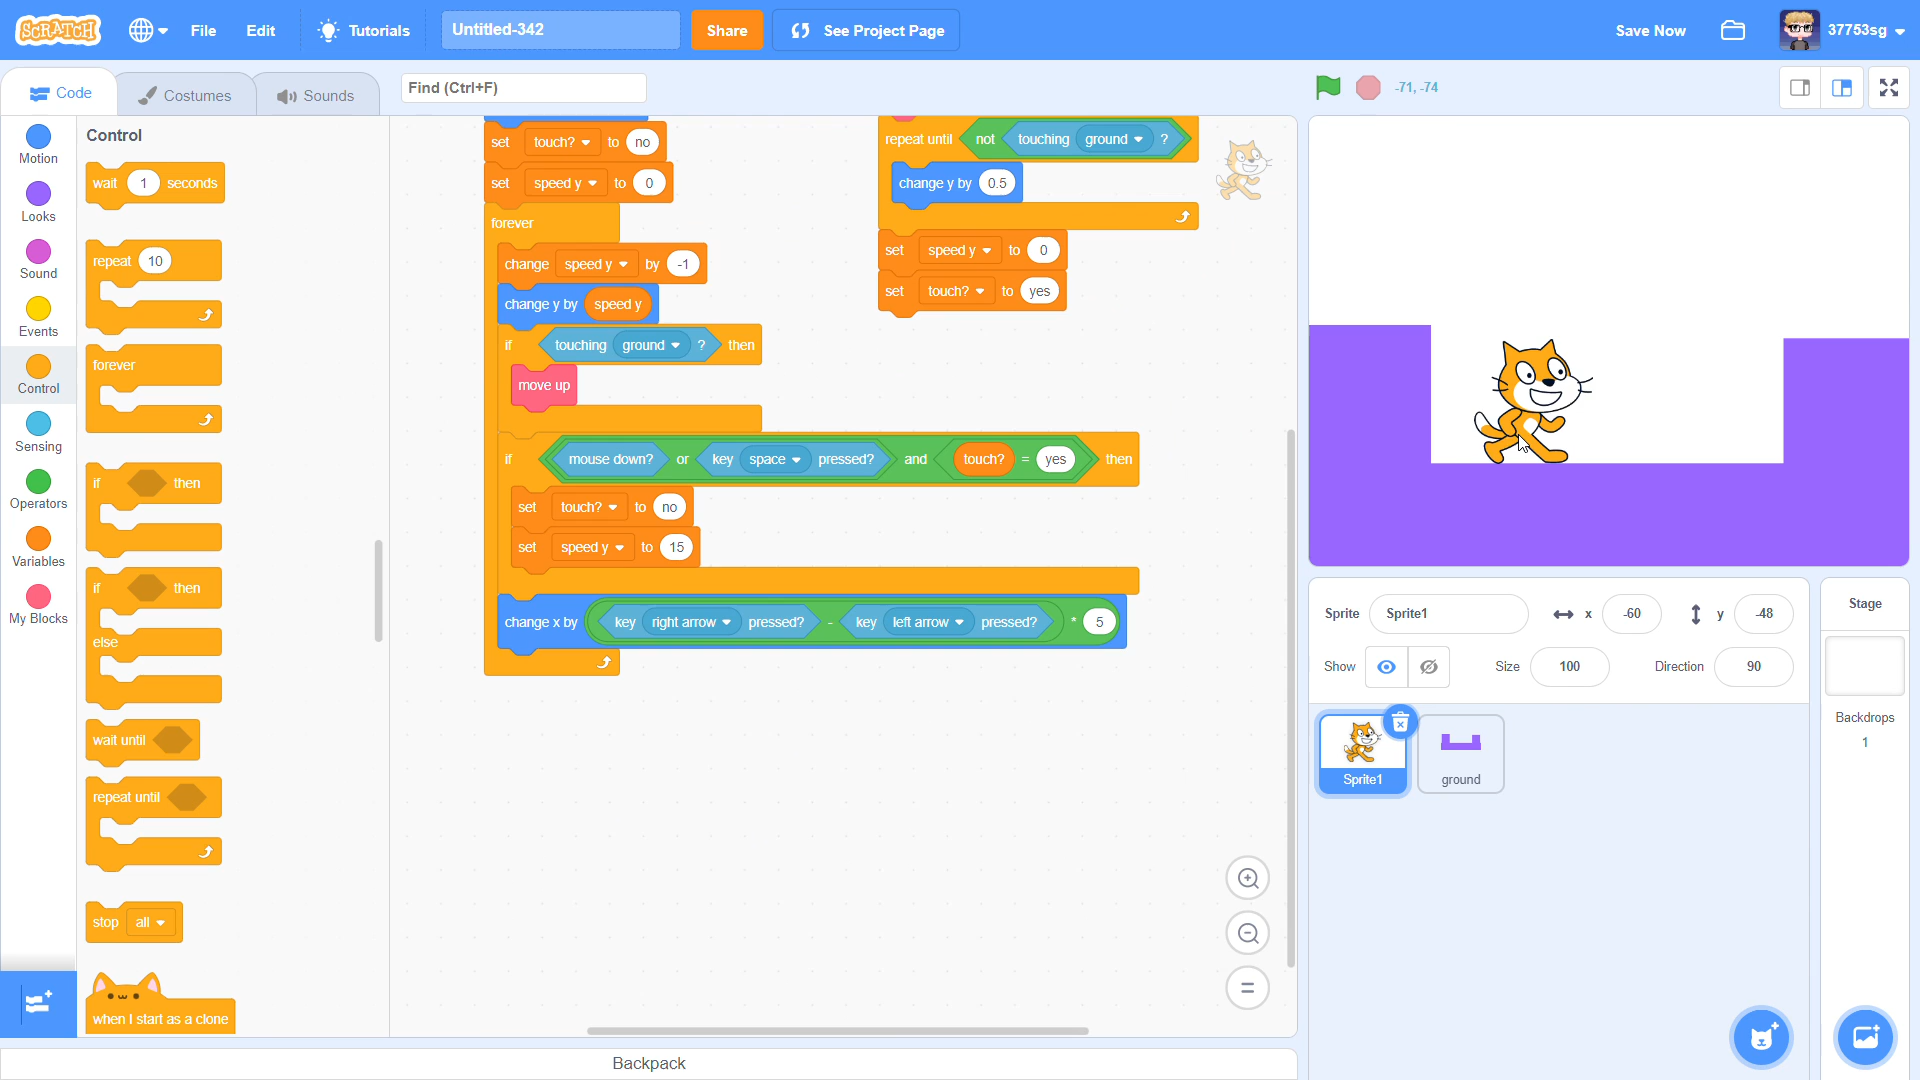 SCRATCH
File
Edit
Tutorials
Untitled-342
Share
See Project Page
Save Now
37753sg
Code
Costumes
Sounds
Find (Ctrl+F)
-71, -74
Motion
Looks
Sound
Events
Control
Sensing
Operators
Variables
My Blocks
Control
wait 1 seconds
repeat 10
forever
if then
if then
else
wait until
repeat until
stop all
when I start as a clone
set touch? to no
set speed y to 0
forever
change speed y by -1
change y by speed y
if touching ground ? then
move up
if mouse down? or key space pressed? and touch? = yes then
set touch? to no
set speed y to 15
change x by key right arrow pressed? - key left arrow pressed? * 5
repeat until not touching ground ?
change y by 0.5
set speed y to 0
set touch? to yes
Sprite Sprite1 x -60 y -48
Show Size 100 Direction 90
Sprite1
ground
Stage
Backdrops
1
Backpack